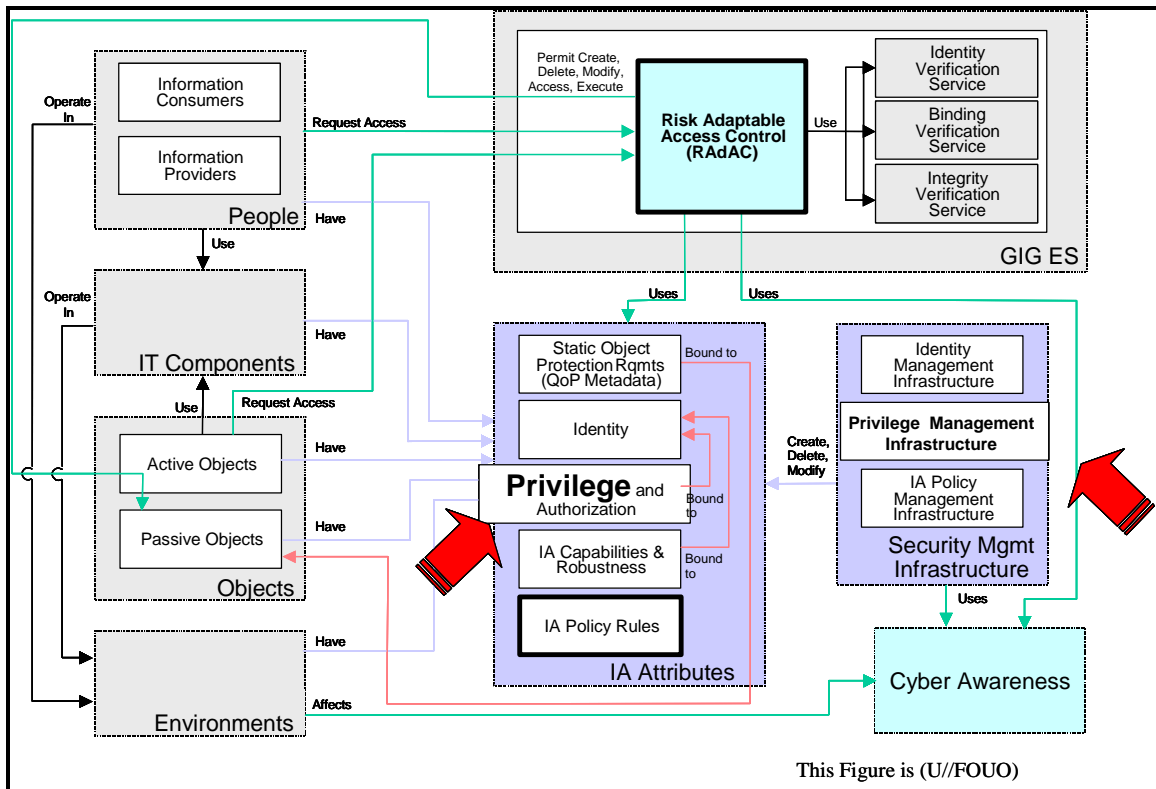 Information
Consumers
Information
Providers
People
Operate
In
Request Access
Have
Use
Permit Create,
Delete, Modify,
Access, Execute
Risk Adaptable
Access Control
(RAdAC)
Use
Identity
Verification
Service
Binding
Verification
Service
Integrity
Verification
Service
GIG ES
Operate
In
IT Components
Have
Use
Request Access
Uses
Uses
Active Objects
Passive Objects
Objects
Have
Have
Static Object
Protection Rqmts
(QoP Metadata)
Bound to
Identity
Privilege and
Authorization
Bound
to
IA Capabilities &
Robustness
Bound to
IA Policy Rules
IA Attributes
Create,
Delete,
Modify
Identity
Management
Infrastructure
Privilege Management
Infrastructure
IA Policy
Management
Infrastructure
Security Mgmt
Infrastructure
Uses
Have
Environments
Affects
Cyber Awareness
This Figure is (U//FOUO)